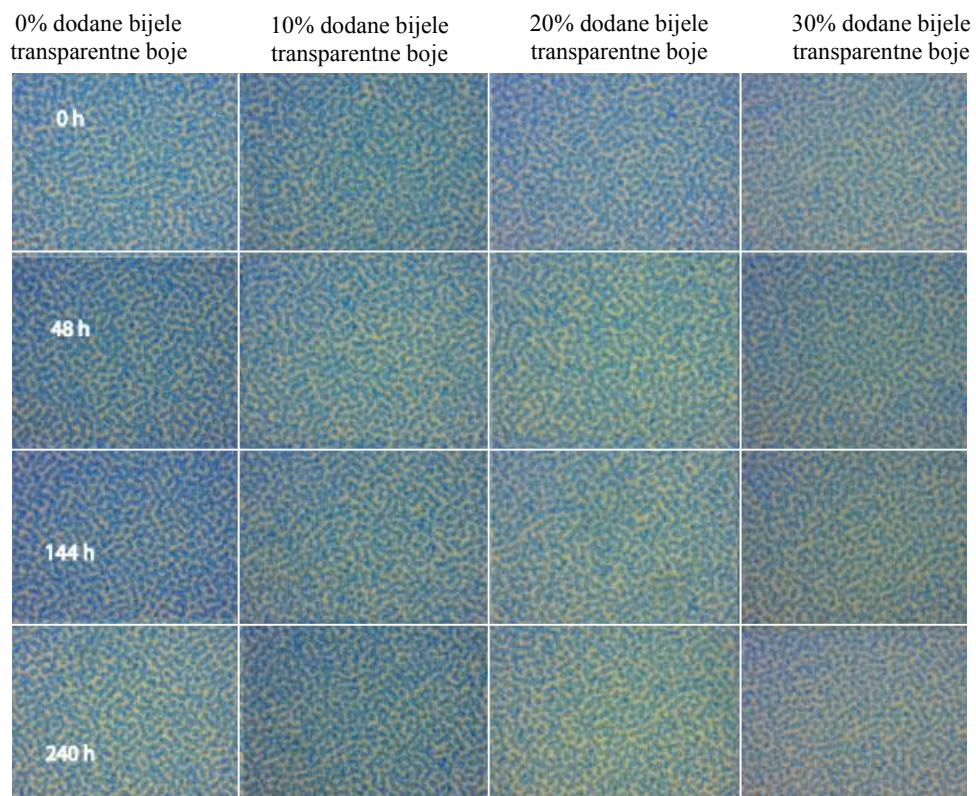 0% dodane bijele
transparentne boje
10% dodane bijele
transparentne boje
20% dodane bijele
transparentne boje
30% dodane bijele
transparentne boje
0 h
48 h
144 h
240 h